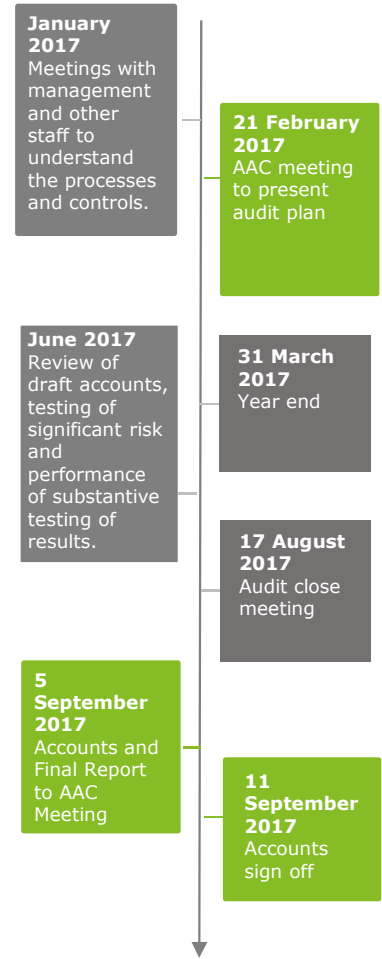 January
2017
Meetings with
management
and other
staff to
understand
the processes
and controls.
21 February
2017
AAC meeting
to present
audit plan
31 March
2017
Year end
June 2017
Review of
draft accounts,
testing of
significant risk
and
performance
of substantive
testing of
results.
17 August
2017
Audit close
meeting
5
September
2017
Accounts and
Final Report
to AAC
Meeting
11
September
2017
Accounts
sign off